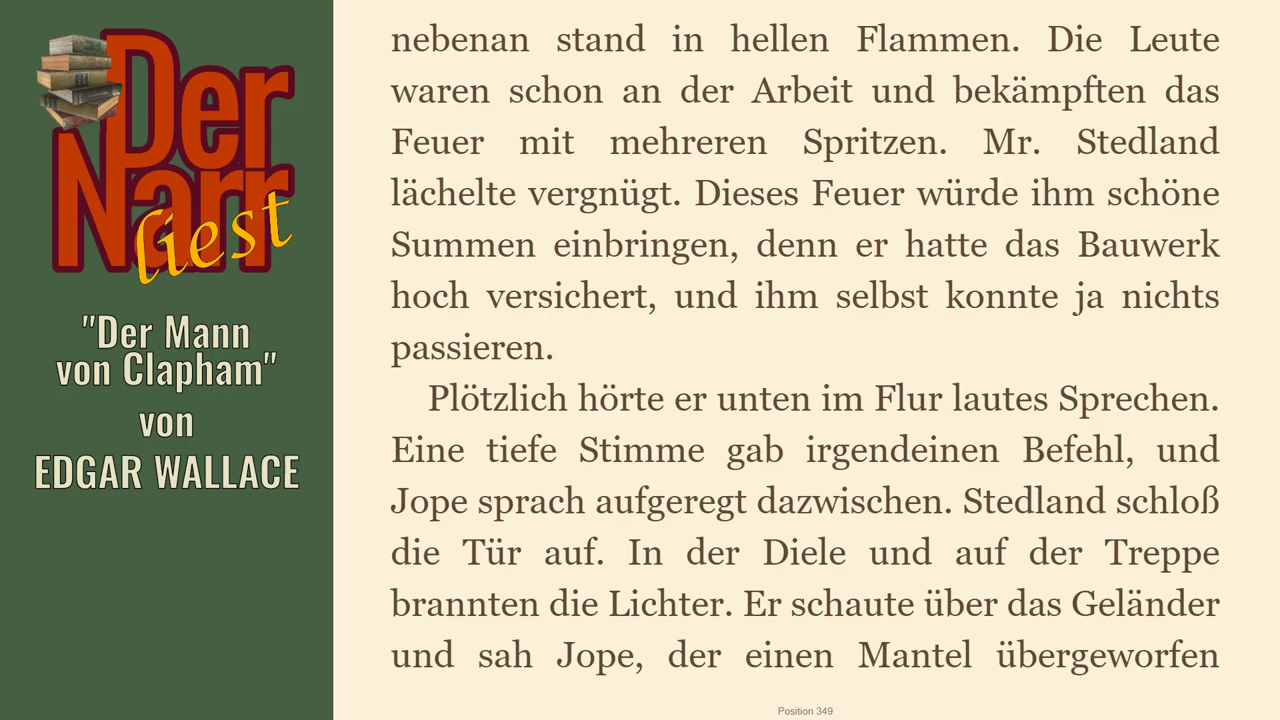 Der
Narr
liest
"Der Mann
von Clapham"
von
EDGAR WALLACE
nebenan stand in hellen Flammen. Die Leute
waren schon an der Arbeit und bekämpften das
Feuer mit mehreren Spritzen. Mr. Stedland
lächelte vergnügt. Dieses Feuer würde ihm schöne
Summen einbringen, denn er hatte das Bauwerk
hoch versichert, und ihm selbst konnte ja nichts
passieren.
Plötzlich hörte er unten im Flur lautes Sprechen.
Eine tiefe Stimme gab irgendeinen Befehl, und
Jope sprach aufgeregt dazwischen. Stedland schloß
die Tür auf. In der Diele und auf der Treppe
brannten die Lichter. Er schaute über das Geländer
und sah Jope, der einen Mantel übergeworfen
Position 349